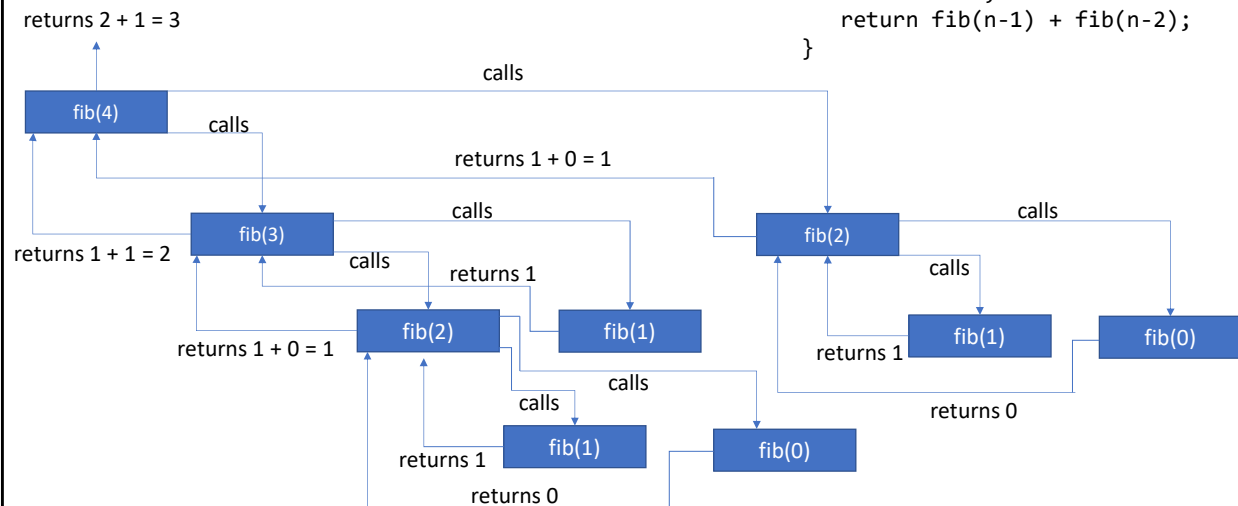 returns 2 + 1 = 3
return fib(n-1) + fib(n-2);
}
calls
fib(4)
calls
returns 1 + 0 = 1
calls
calls
fib(3)
fib(2)
returns 1 + 1 = 2
calls
calls
returns 1
fib(2)
fib(1)
fib(1)
fib(0)
returns 1 + 0 = 1
returns 1
calls
calls
returns 0
fib(1)
fib(0)
returns 1
returns 0